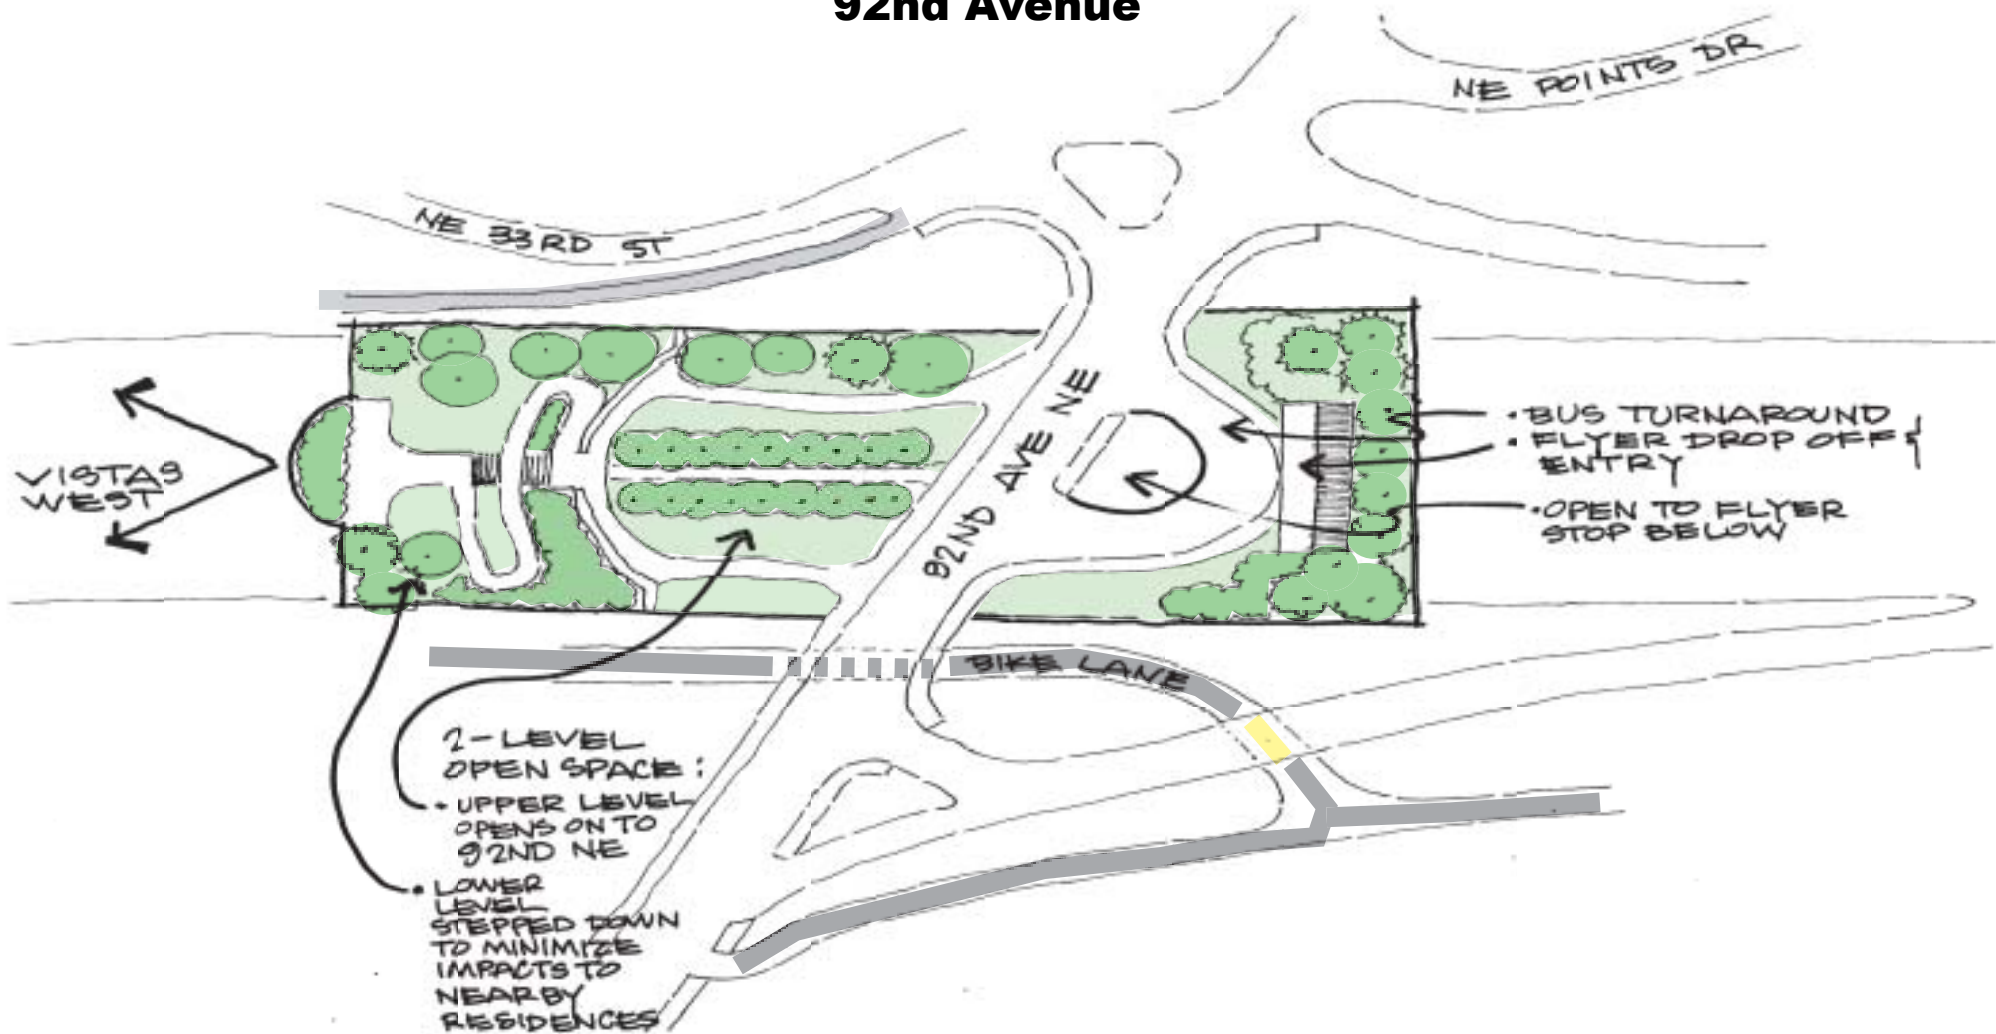 92nd Avenue
NE POINTS DR
NE 33RD ST
92ND AVE NE
VISTAS
WEST
• BUS TURNAROUND
• FLYER DROP OFF &
ENTRY
• OPEN TO FLYER
STOP BELOW
BIKE LANE
2-LEVEL
OPEN SPACE:
• UPPER LEVEL
OPENS ON TO
92ND NE
• LOWER
LEVEL
STEPPED DOWN
TO MINIMIZE
IMPACTS TO
NEARBY
RESIDENCES